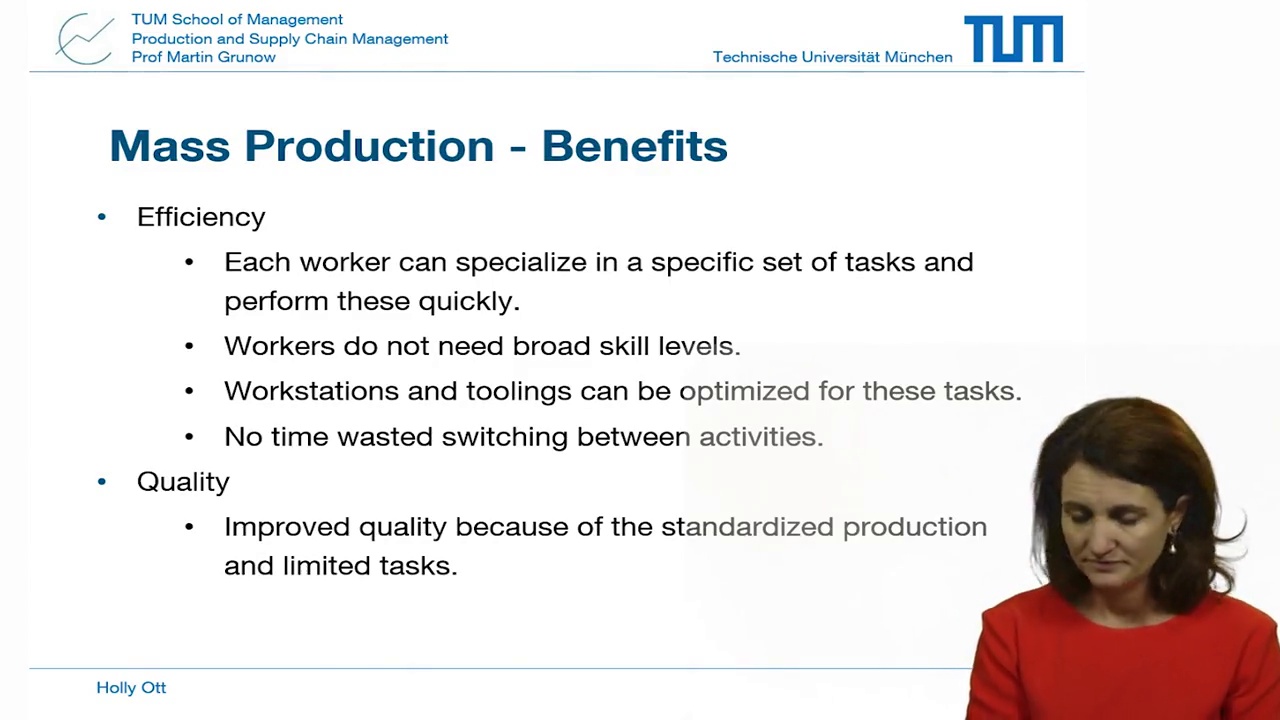 TUM School of Management
Production and Supply Chain Management
Prof Martin Grunow
Technische Universität München
TUM
Mass Production - Benefits
• Efficiency
• Each worker can specialize in a specific set of tasks and
perform these quickly.
• Workers do not need broad skill levels.
• Workstations and toolings can be optimized for these tasks.
• No time wasted switching between activities.
• Quality
• Improved quality because of the standardized production
and limited tasks.
Holly Ott